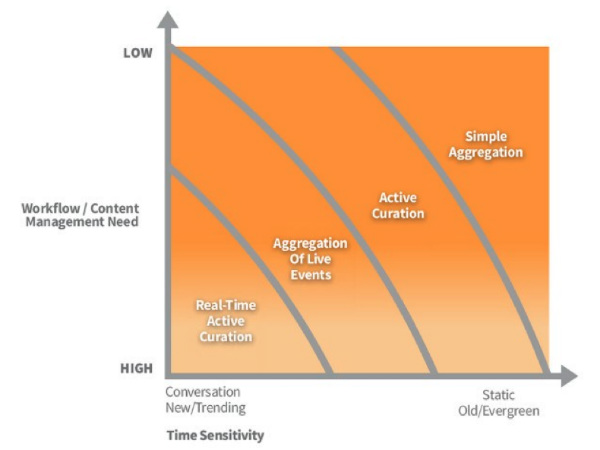 LOW
Simple
Aggregation
Active
Curation
Workflow / Content
Management Need
Aggregation
Of Live
Events
Real-Time
Active
Curation
HIGH
Conversation
New/Trending
Static
Old/Evergreen
Time Sensitivity